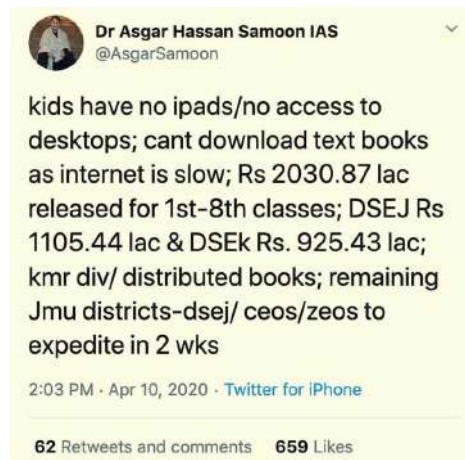 Dr Asgar Hassan Samoon IAS
@AsgarSamoon
kids have no ipads/no access to
desktops; cant download text books
as internet is slow; Rs 2030.87 lac
released for 1st-8th classes; DSEJ Rs
1105.44 lac & DSEk Rs. 925.43 lac;
kmr div/ distributed books; remaining
Jmu districts-dsej/ ceos/zeos to
expedite in 2 wks
2:03 PM · Apr 10, 2020 · Twitter for iPhone
62 Retweets and comments 659 Likes